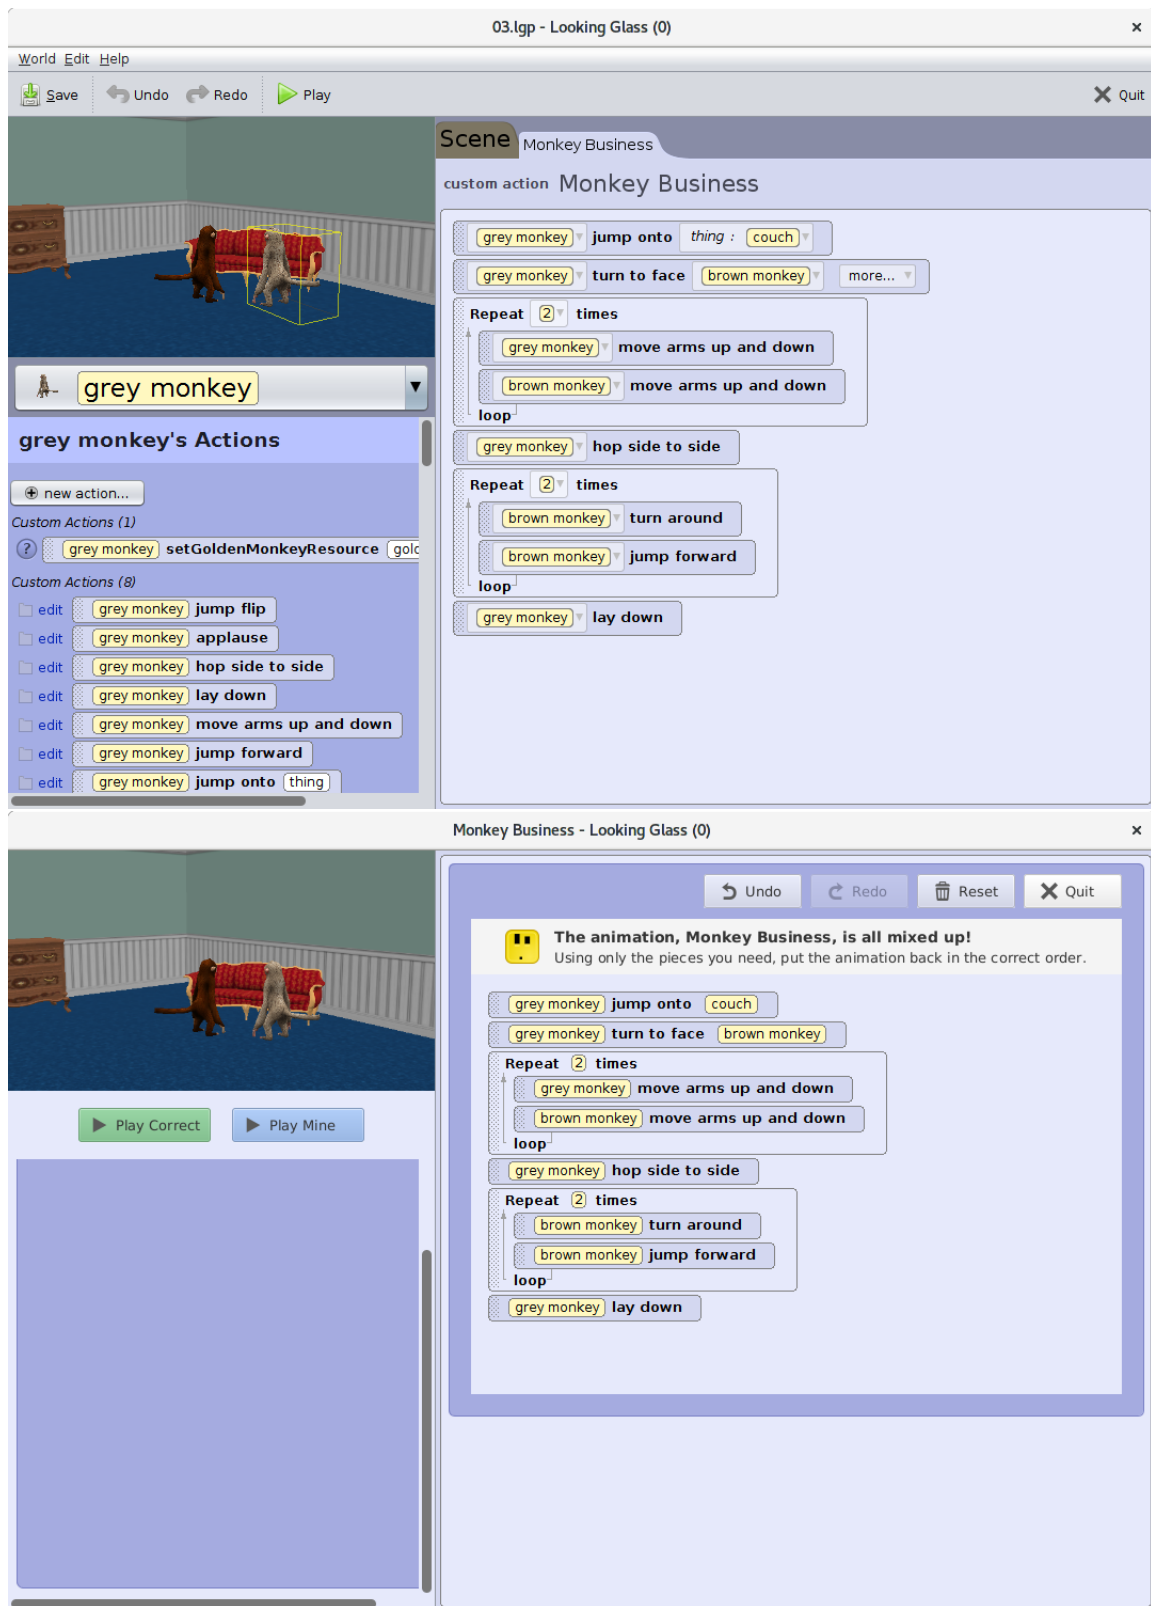 03.lgp - Looking Glass (0) ×
World Edit Help
Save Undo Redo Play Quit
Scene Monkey Business
custom action Monkey Business
grey monkey jump onto thing : couch
grey monkey turn to face brown monkey more...
Repeat 2 times
grey monkey move arms up and down
brown monkey move arms up and down
loop
grey monkey hop side to side
Repeat 2 times
brown monkey turn around
brown monkey jump forward
loop
grey monkey lay down
grey monkey
grey monkey's Actions
new action...
Custom Actions (1)
? grey monkey setGoldenMonkeyResource gold
Custom Actions (8)
edit grey monkey jump flip
edit grey monkey applause
edit grey monkey hop side to side
edit grey monkey lay down
edit grey monkey move arms up and down
edit grey monkey jump forward
edit grey monkey jump onto thing
Monkey Business - Looking Glass (0) ×
Undo Redo Reset Quit
The animation, Monkey Business, is all mixed up!
Using only the pieces you need, put the animation back in the correct order.
grey monkey jump onto couch
grey monkey turn to face brown monkey
Repeat 2 times
grey monkey move arms up and down
brown monkey move arms up and down
loop
grey monkey hop side to side
Repeat 2 times
brown monkey turn around
brown monkey jump forward
loop
grey monkey lay down
Play Correct Play Mine